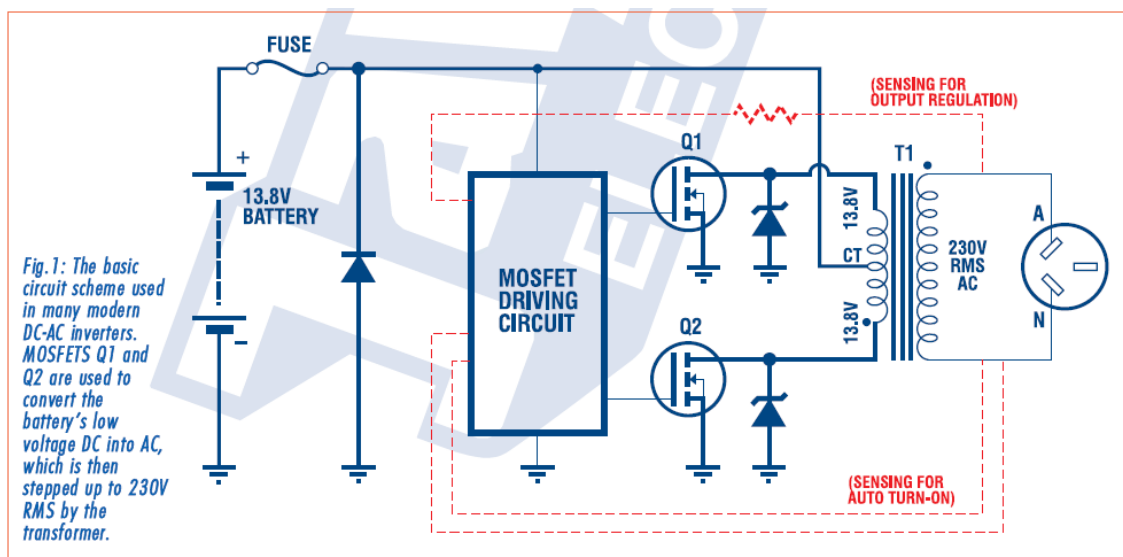 FUSE
(SENSING FOR
OUTPUT REGULATION)
Q1
T1
+
13.8V
BATTERY
13.8V
A
CT
230V
RMS
AC
MOSFET
DRIVING
CIRCUIT
13.8V
N
Q2
–
(SENSING FOR
AUTO TURN-ON)
Fig.1: The basic
circuit scheme used
in many modern
DC-AC inverters.
MOSFETS Q1 and
Q2 are used to
convert the
battery's low
voltage DC into AC,
which is then
stepped up to 230V
RMS by the
transformer.